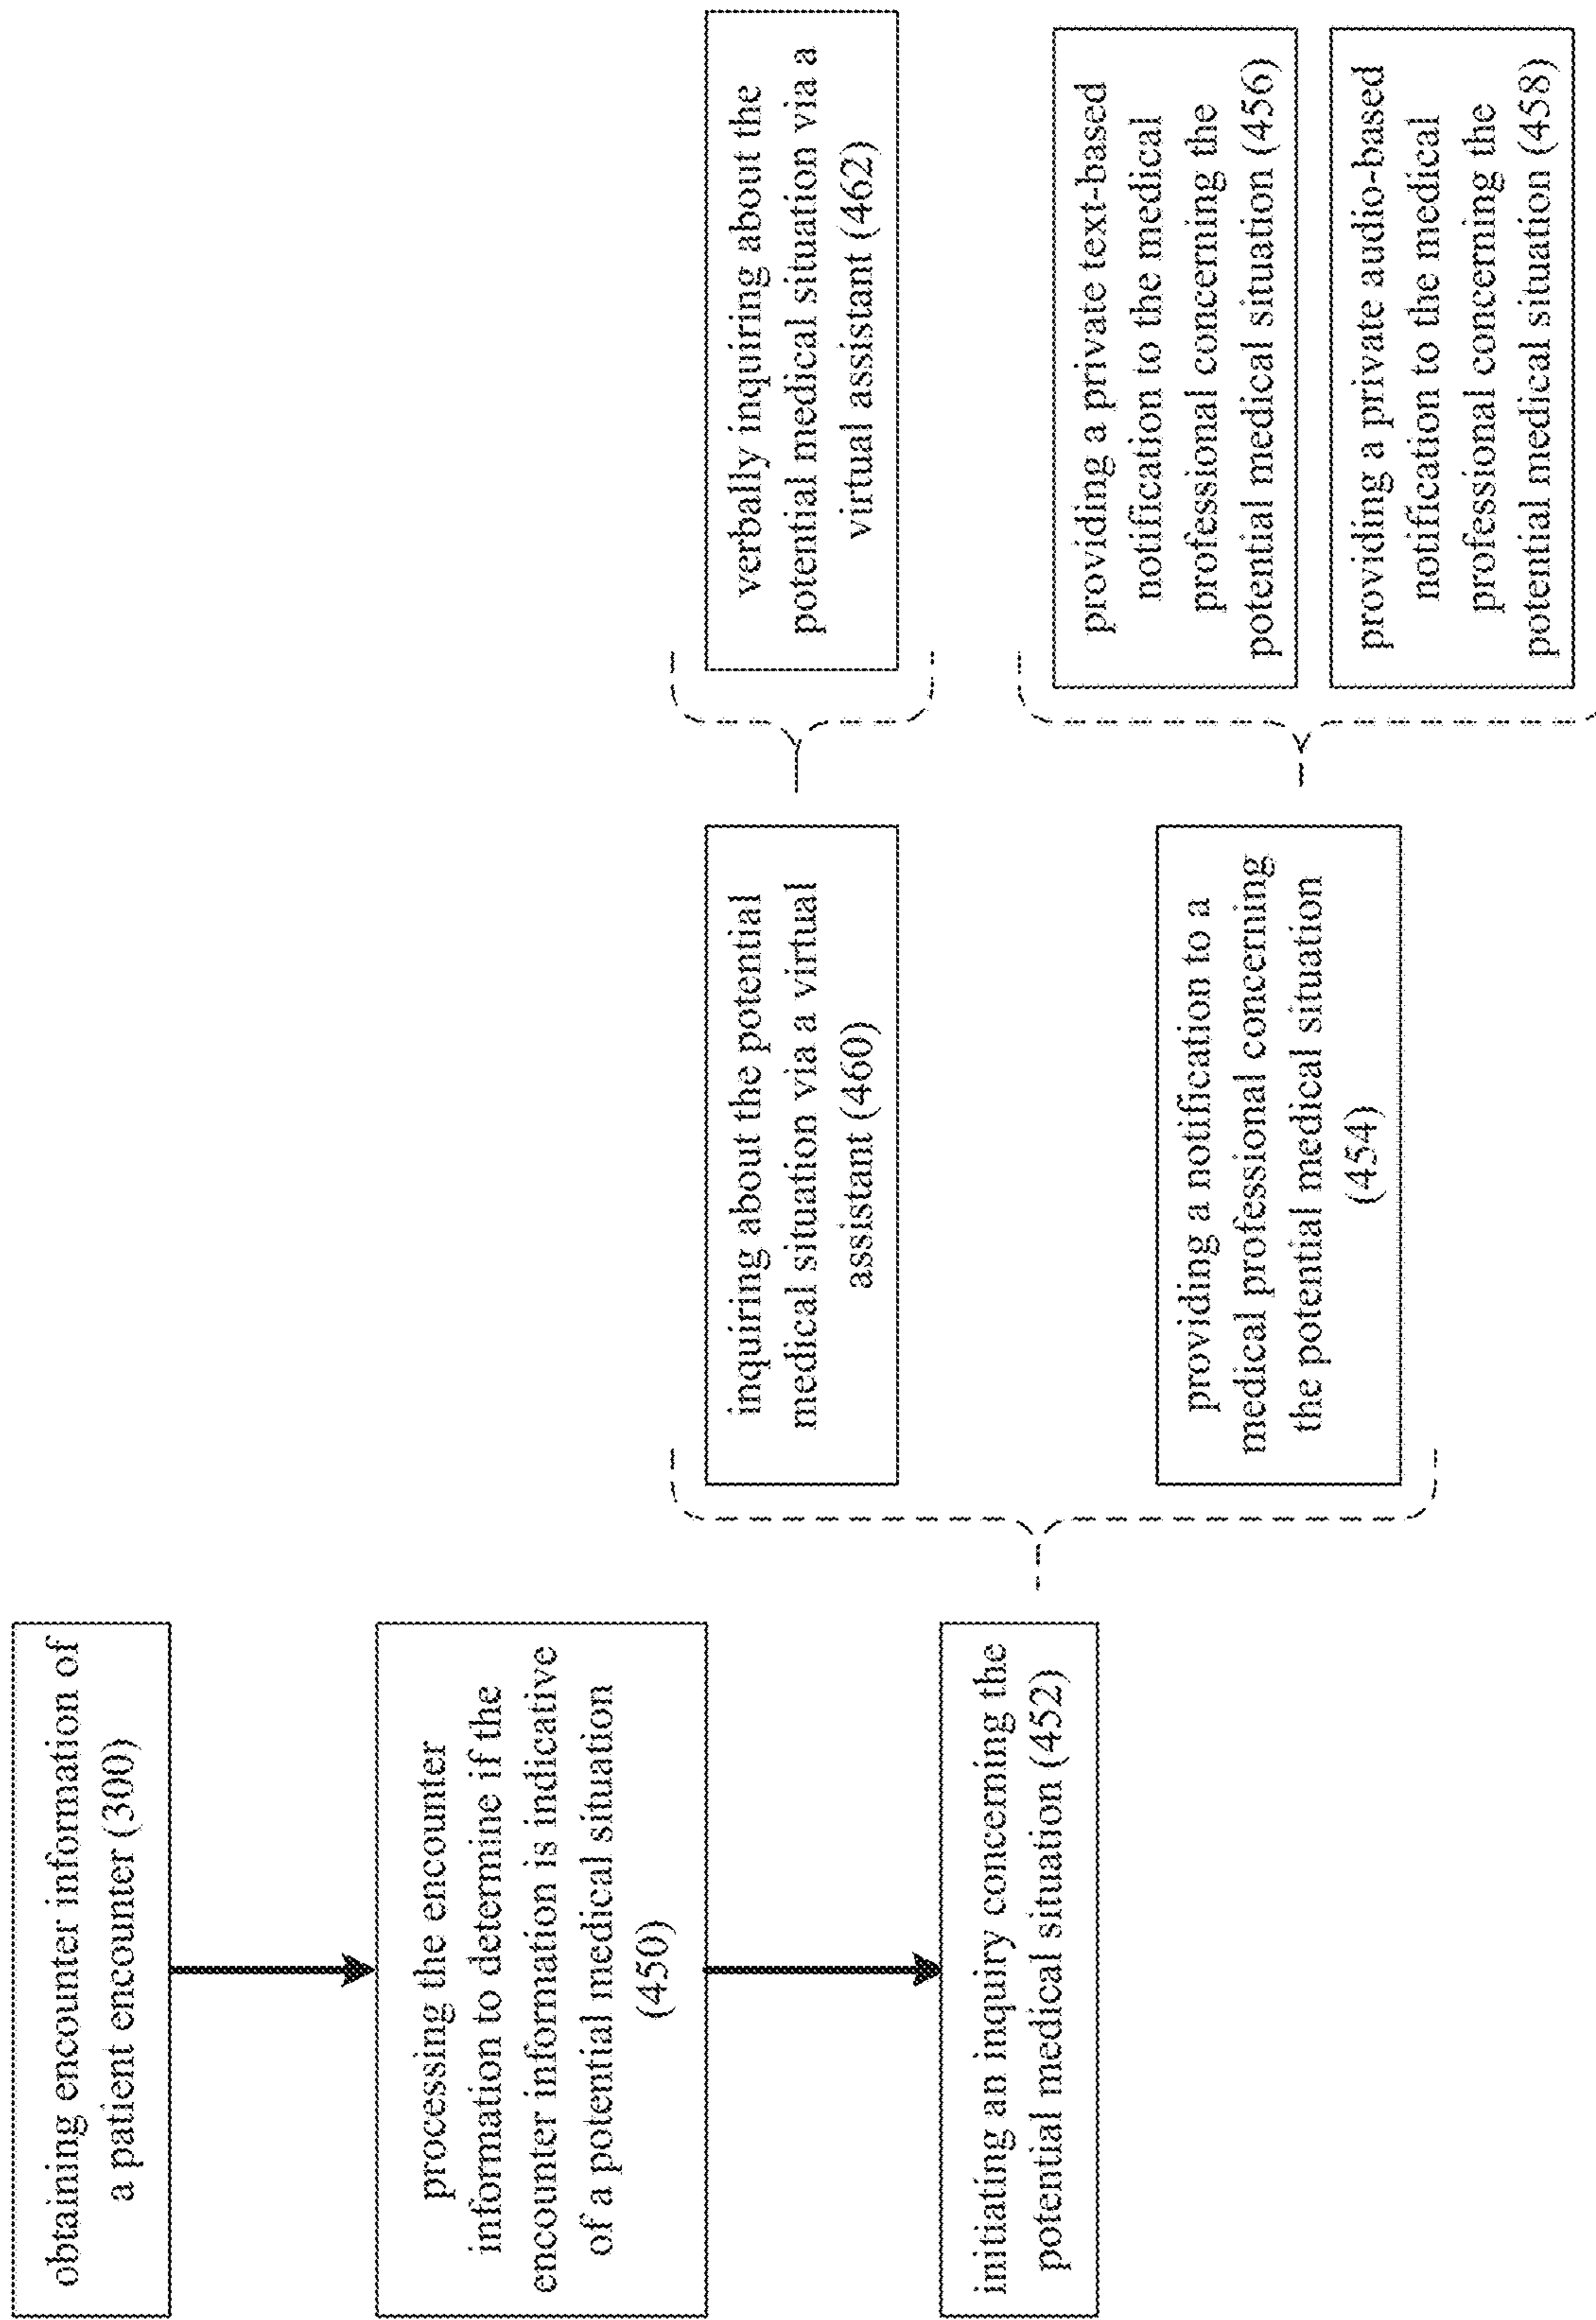 obtaining encounter information of
a patient encounter (300)
processing the encounter
information to determine if the
encounter information is indicative
of a potential medical situation
(450)
initiating an inquiry concerning the
potential medical situation (452)
inquiring about the potential
medical situation via a virtual
assistant (460)
providing a notification to a
medical professional concerning
the potential medical situation
(454)
verbally inquiring about the
potential medical situation via a
virtual assistant (462)
providing a private text-based
notification to the medical
professional concerning the
potential medical situation (456)
providing a private audio-based
notification to the medical
professional concerning the
potential medical situation (458)